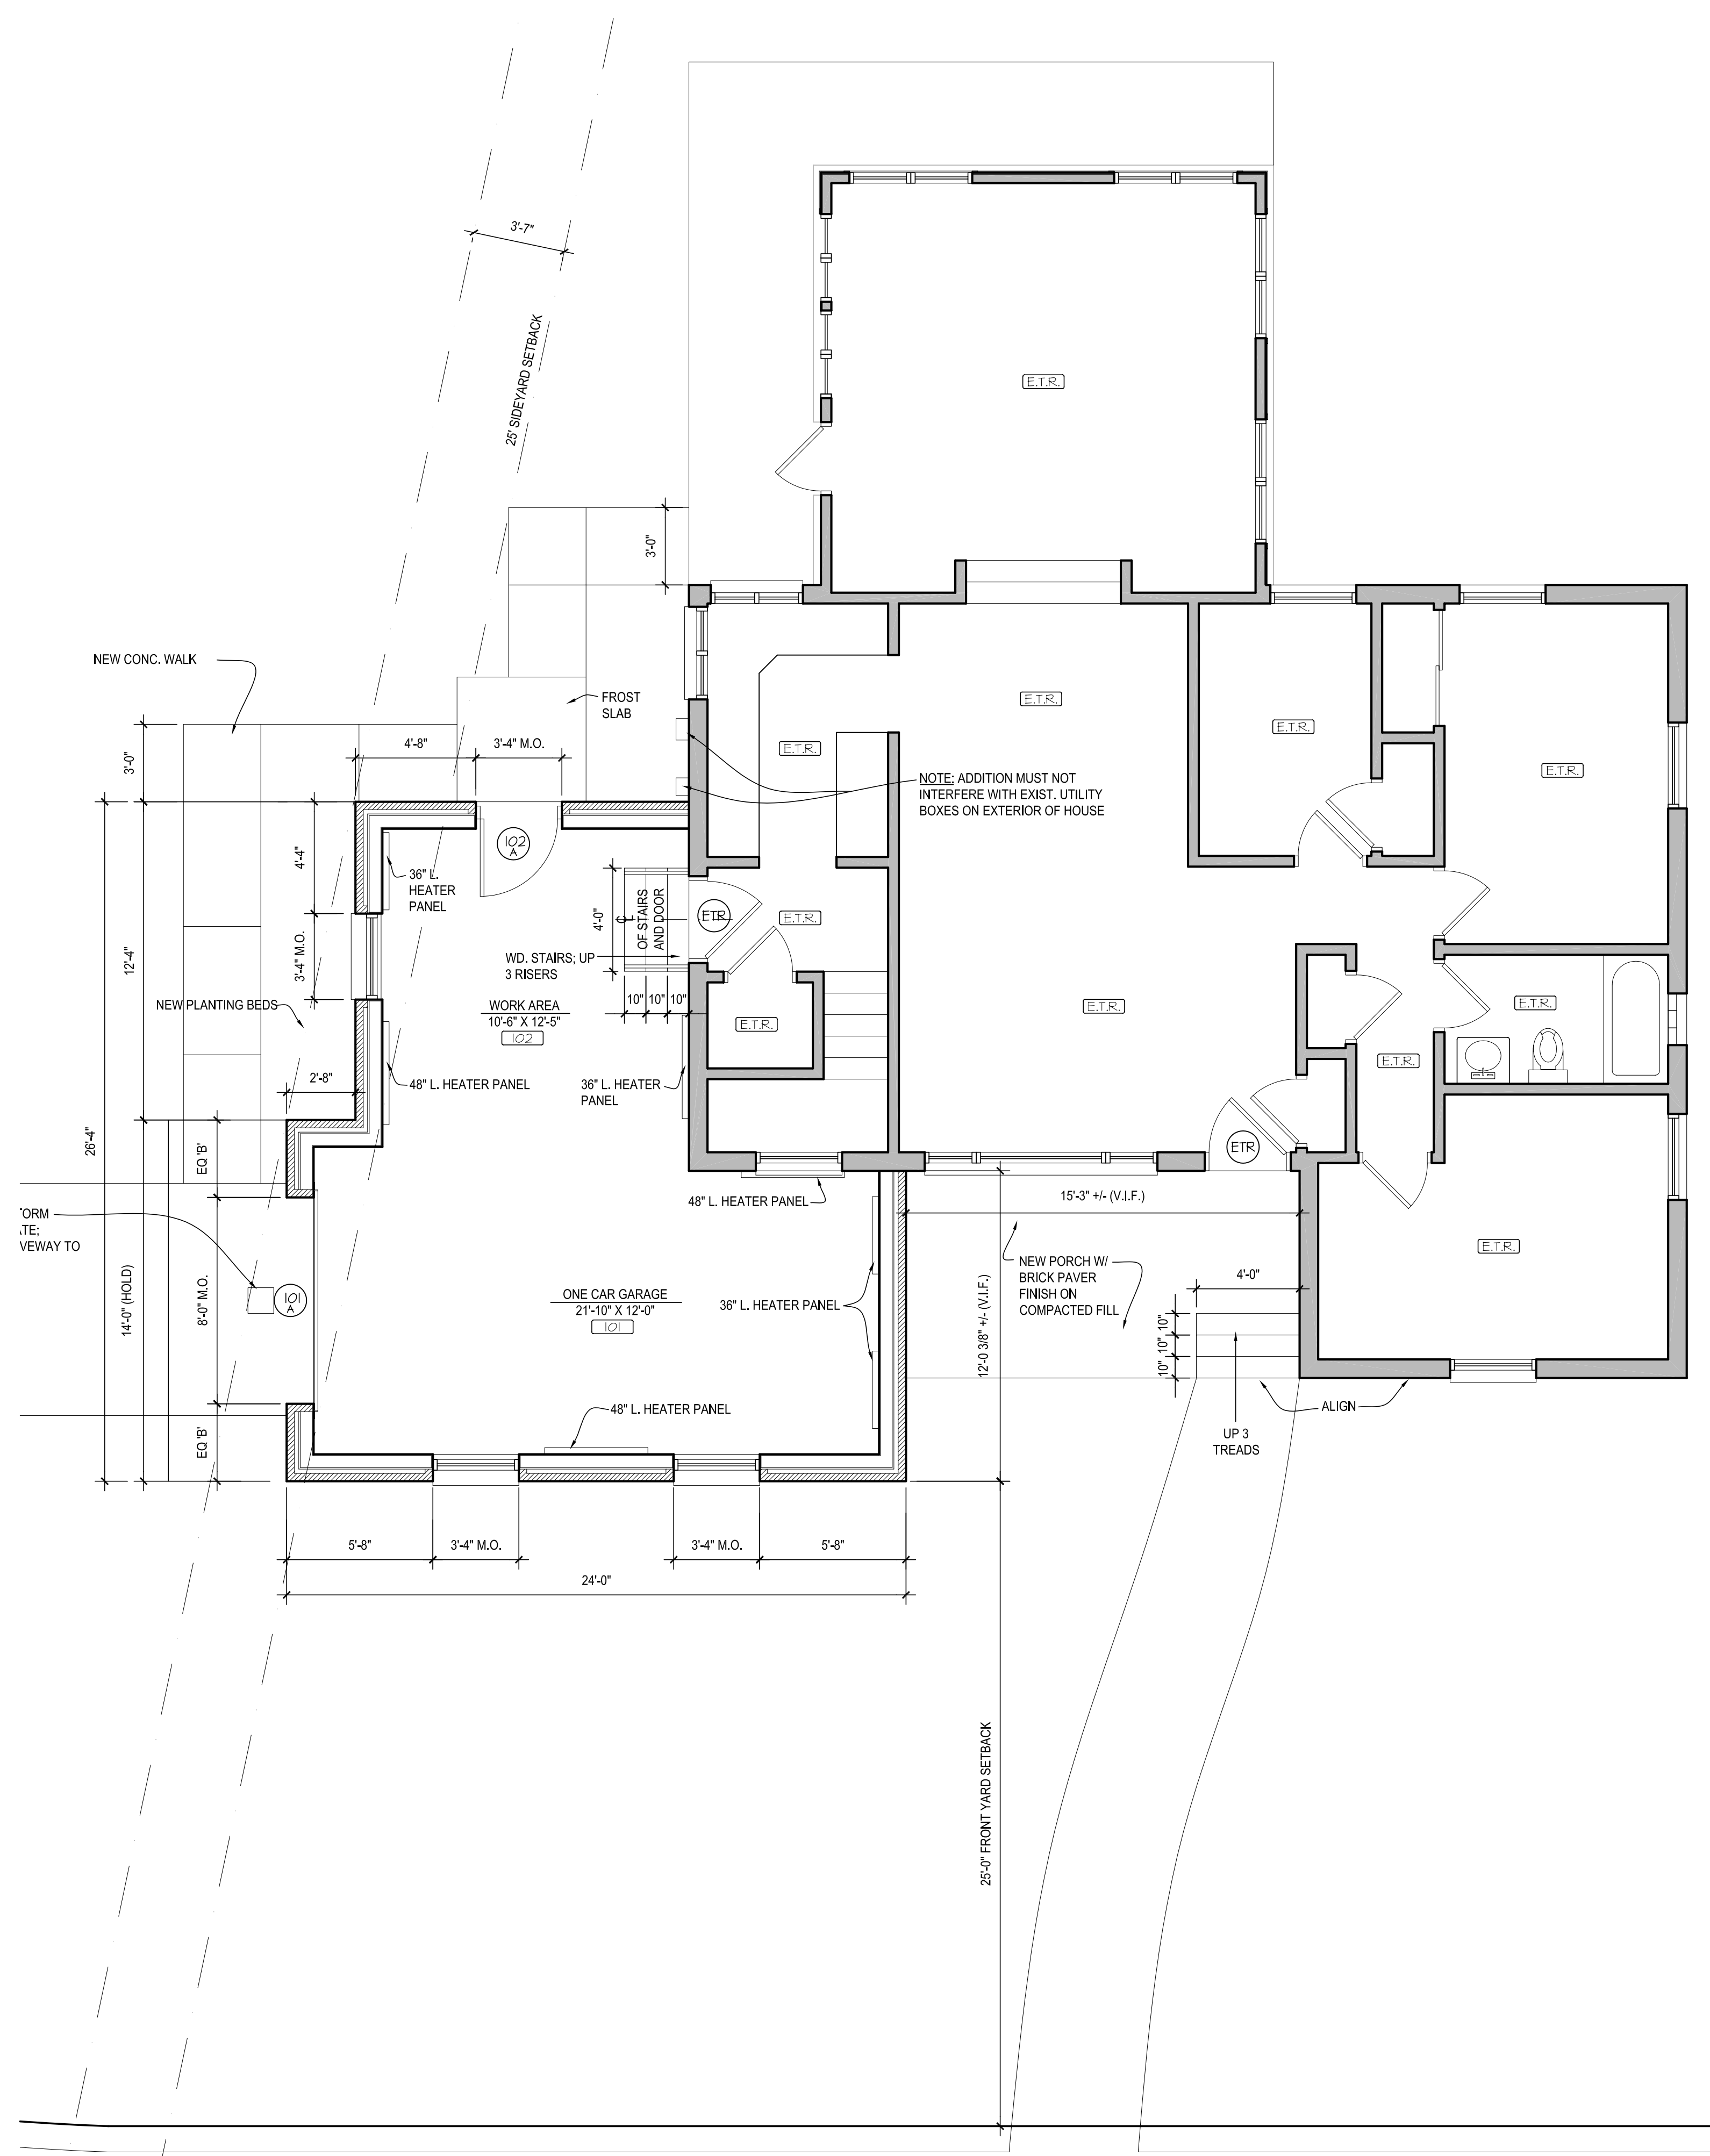 3'-7"
25' SIDEYARD SETBACK
E.T.R.
3'-0"
NEW CONC. WALK
FROST
SLAB
E.T.R.
E.T.R.
E.T.R.
E.T.R.
3'-0"
4'-8"
3'-4" M.O.
NOTE: ADDITION MUST NOT
INTERFERE WITH EXIST. UTILITY
BOXES ON EXTERIOR OF HOUSE
102
A
4'-4"
36" L.
HEATER
PANEL
4'-0"
CL
OF STAIRS
AND DOOR
ETR
E.T.R.
12'-4"
3'-4" M.O.
WD. STAIRS; UP
3 RISERS
NEW PLANTING BEDS
WORK AREA
10'-6" X 12'-5"
102
10"
10"
10"
E.T.R.
E.T.R.
E.T.R.
E.T.R.
2'-8"
48" L. HEATER PANEL
36" L. HEATER
PANEL
26'-4"
EQ 'B'
ETR
48" L. HEATER PANEL
15'-3" +/- (V.I.F.)
'ORM
TE;
VEWAY TO
14'-0" (HOLD)
8'-0" M.O.
101
A
ONE CAR GARAGE
21'-10" X 12'-0"
101
36" L. HEATER PANEL
12'-0 3/8" +/- (V.I.F.)
NEW PORCH W/
BRICK PAVER
FINISH ON
COMPACTED FILL
4'-0"
E.T.R.
10"
10"
10"
ALIGN
UP 3
TREADS
EQ 'B'
48" L. HEATER PANEL
5'-8"
3'-4" M.O.
3'-4" M.O.
5'-8"
24'-0"
25'-0" FRONT YARD SETBACK